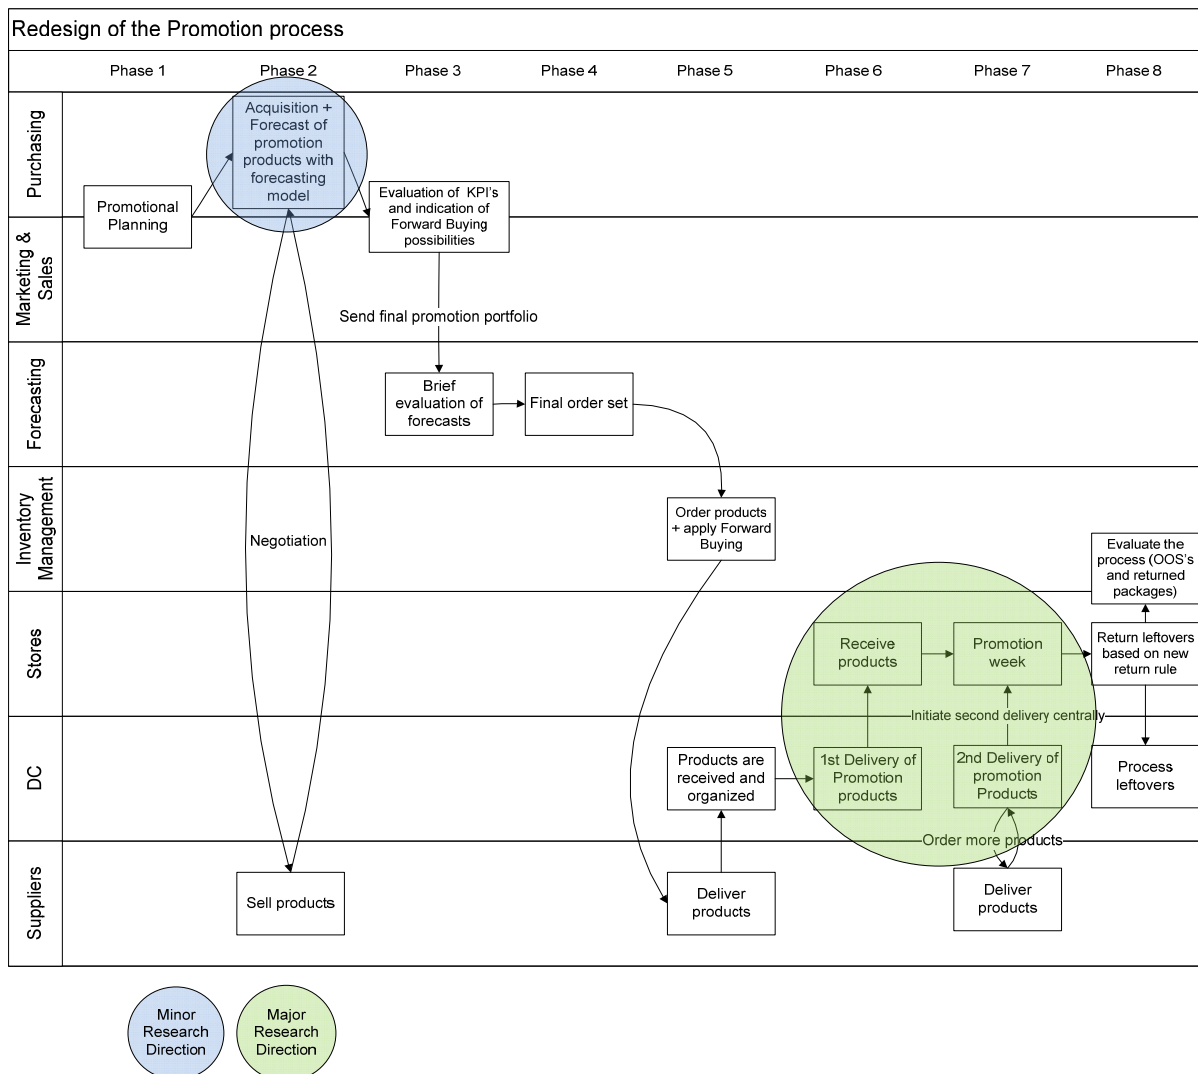 Redesign of the Promotion process
Phase 1
Phase 2
Phase 3
Phase 4
Phase 5
Phase 6
Phase 7
Phase 8
Purchasing
Acquisition +
Forecast of
promotion
products with
forecasting
model
Promotional
Planning
Evaluation of KPI's
and indication of
Forward Buying
possibilities
Marketing &
Sales
Send final promotion portfolio
Forecasting
Brief
evaluation of
forecasts
Final order set
Inventory
Management
Negotiation
Order products
+ apply Forward
Buying
Evaluate the
process (OOS's
and returned
packages)
Stores
Receive
products
Promotion
week
Return leftovers
based on new
return rule
Initiate second delivery centrally
DC
Products are
received and
organized
1st Delivery of
Promotion
products
2nd Delivery of
promotion
Products
Process
leftovers
Order more products
Suppliers
Sell products
Deliver
products
Deliver
products
Minor
Research
Direction
Major
Research
Direction